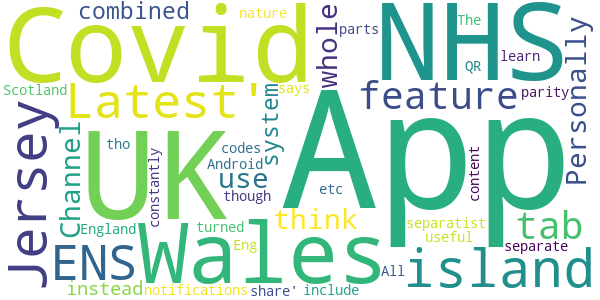 Covid
combined
whole
parts
nature
NHS
The
QR
learn
Scotland
Latest'
system
says
feature
parity
Personally
Jersey
Channel
tho
constantly
UK
codes
Android
use
though
etc
App
content
separatist
useful
tab
separate
England
ENS
Wales
turned
Eng
think
All
island
instead
notifications
share'
include